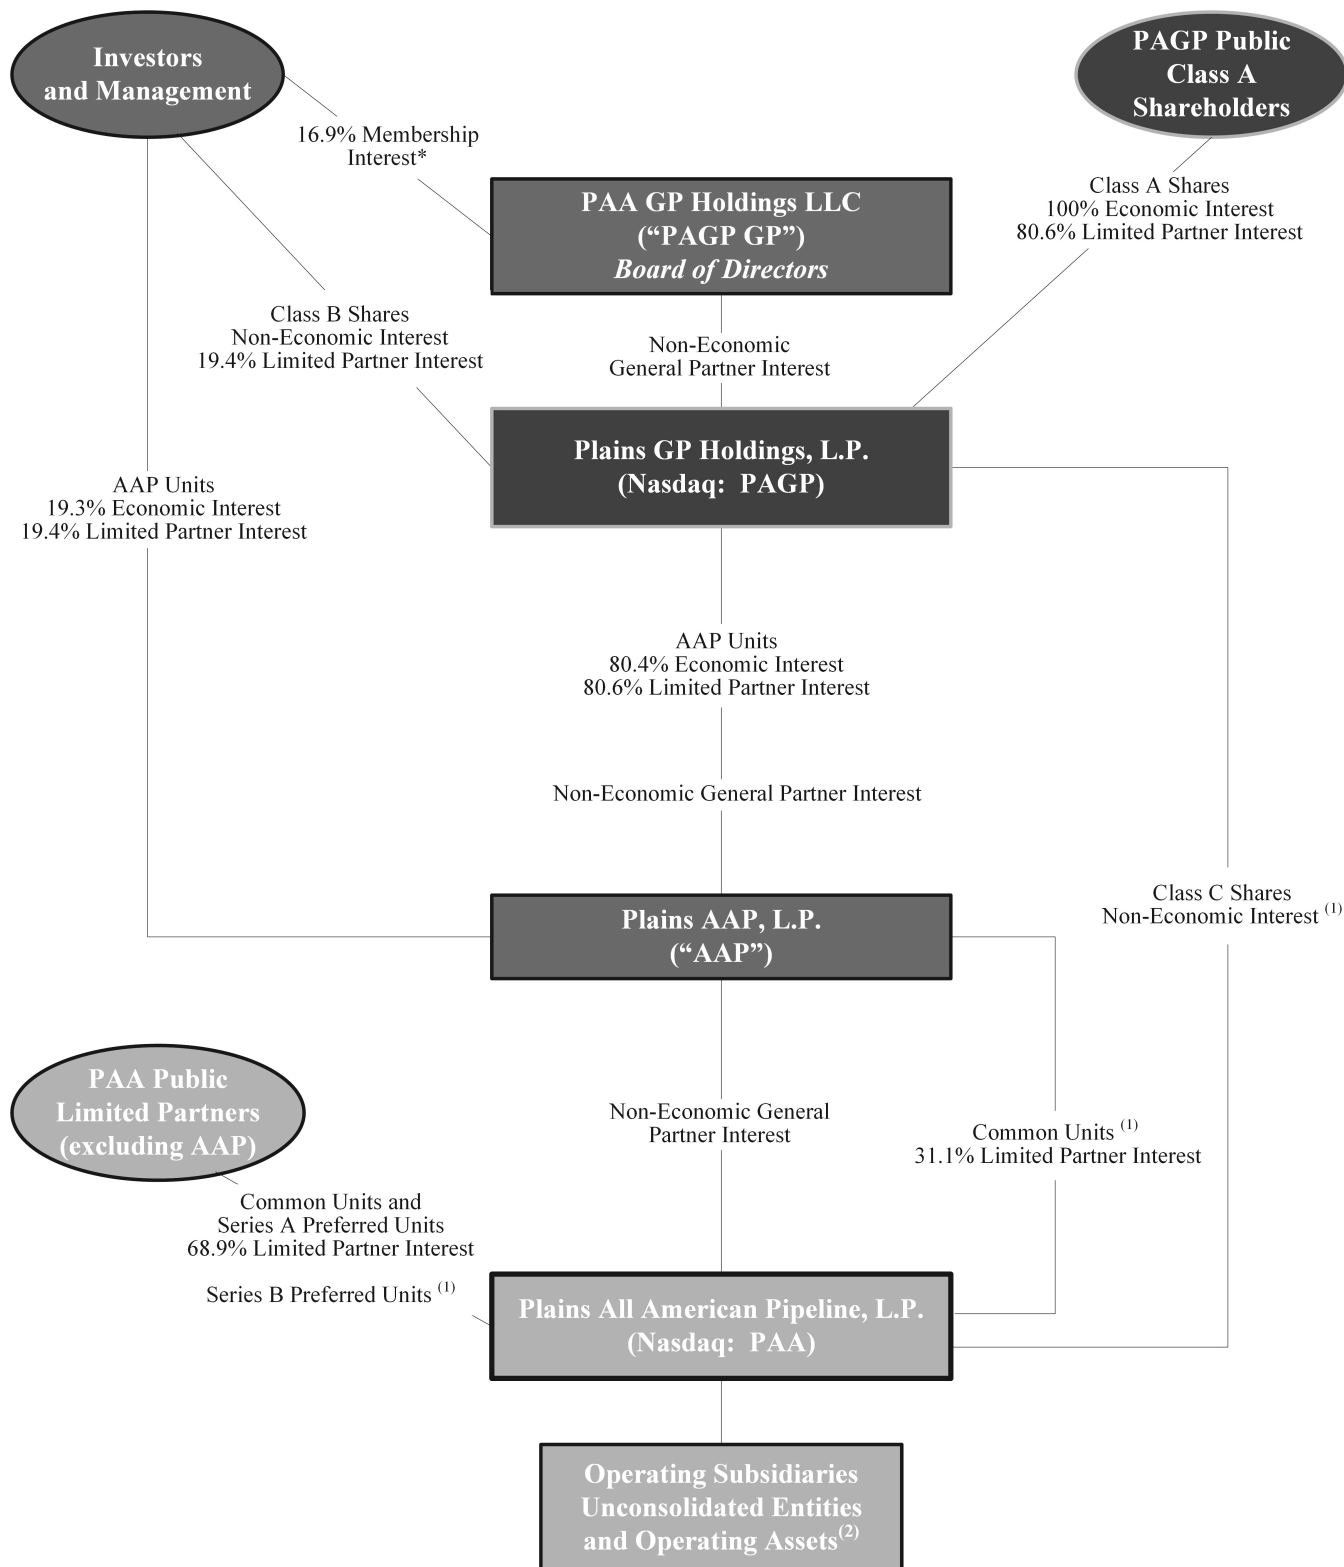 Investors
and Management
PAGP Public
Class A
Shareholders
16.9% Membership
Interest*
PAA GP Holdings LLC
(“PAGP GP”)
Board of Directors
Class A Shares
100% Economic Interest
80.6% Limited Partner Interest
Class B Shares
Non-Economic Interest
19.4% Limited Partner Interest
Non-Economic
General Partner Interest
Plains GP Holdings, L.P.
(Nasdaq: PAGP)
AAP Units
19.3% Economic Interest
19.4% Limited Partner Interest
AAP Units
80.4% Economic Interest
80.6% Limited Partner Interest
Non-Economic General Partner Interest
Class C Shares
Non-Economic Interest (1)
Plains AAP, L.P.
(“AAP”)
PAA Public
Limited Partners
(excluding AAP)
Non-Economic General
Partner Interest
Common Units (1)
31.1% Limited Partner Interest
Common Units and
Series A Preferred Units
68.9% Limited Partner Interest
Series B Preferred Units (1)
Plains All American Pipeline, L.P.
(Nasdaq: PAA)
Operating Subsidiaries
Unconsolidated Entities
and Operating Assets(2)